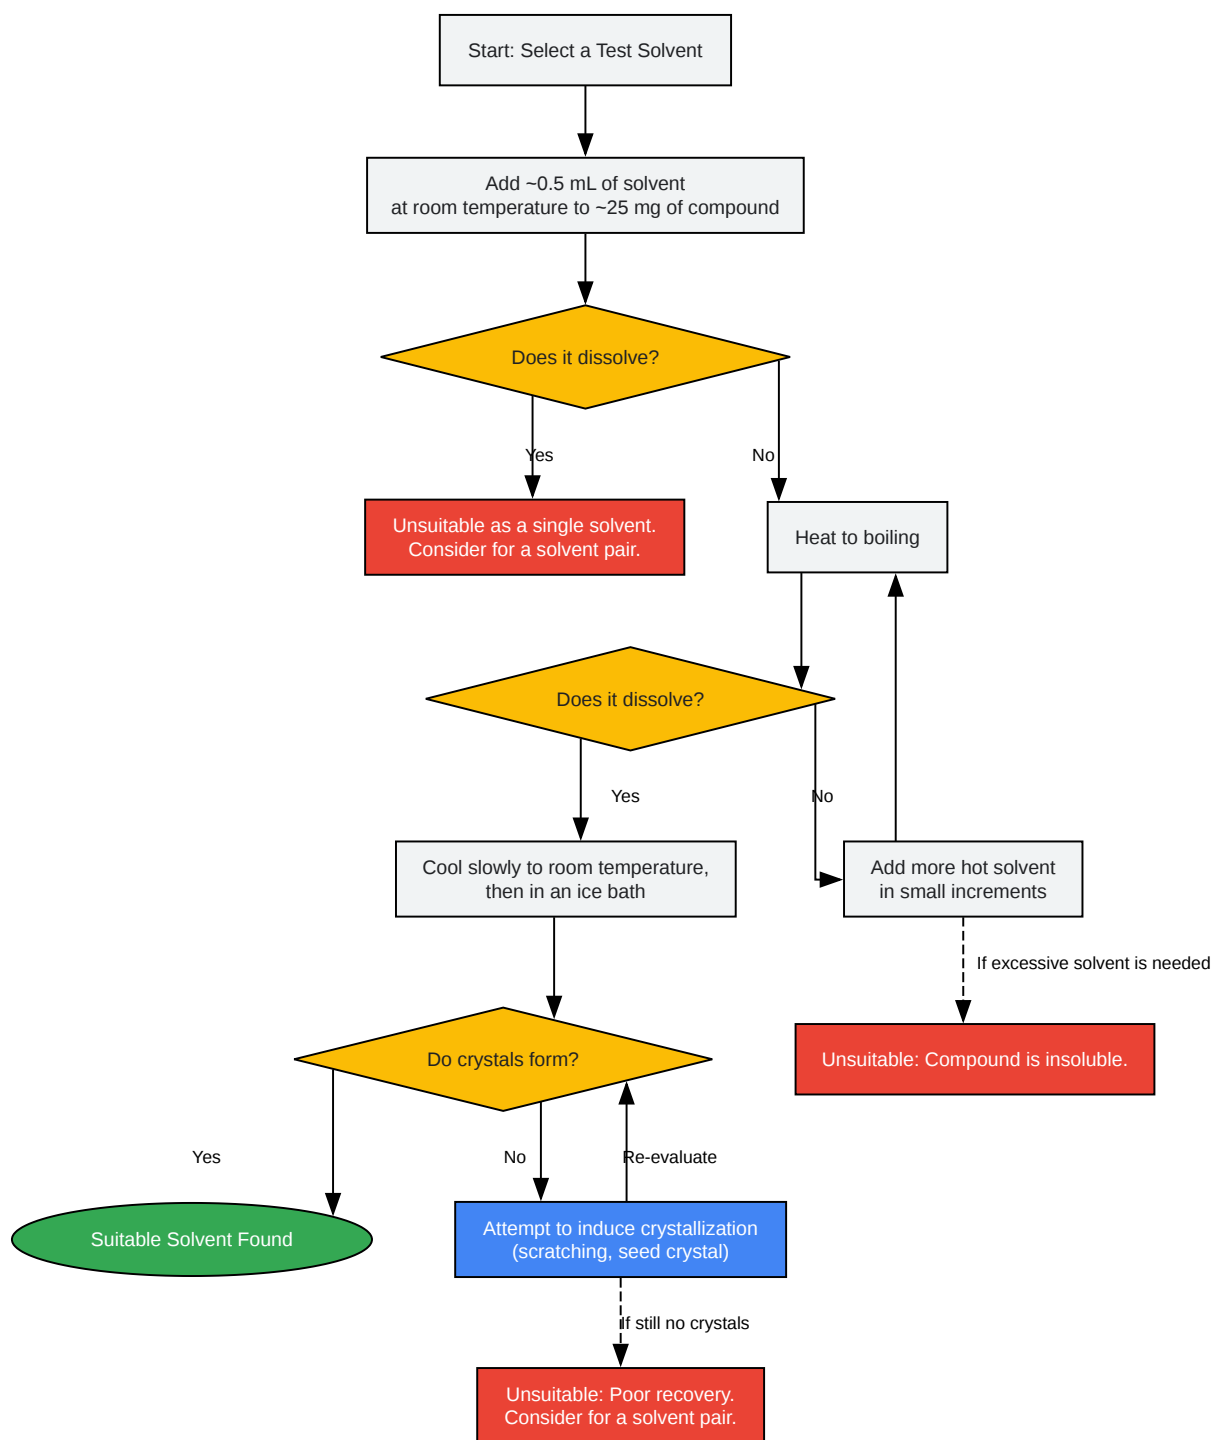 Start: Select a Test Solvent
Add ~0.5 mL of solvent
at room temperature to ~25 mg of compound
Does it dissolve?
Yes
No
Unsuitable as a single solvent.
Consider for a solvent pair.
Heat to boiling
Does it dissolve?
Yes
No
Cool slowly to room temperature,
then in an ice bath
Add more hot solvent
in small increments
If excessive solvent is needed
Do crystals form?
Unsuitable: Compound is insoluble.
Yes
No
Re-evaluate
Suitable Solvent Found
Attempt to induce crystallization
(scratching, seed crystal)
If still no crystals
Unsuitable: Poor recovery.
Consider for a solvent pair.